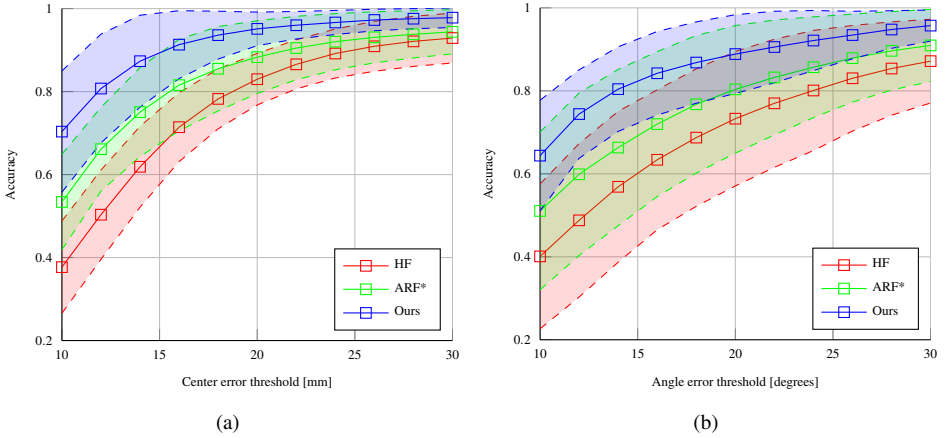 1
0.8
0.6
0.4
0.2
Accuracy
10
15
20
25
30
Center error threshold [mm]
HF
ARF*
Ours
(a)
1
0.8
0.6
0.4
0.2
Accuracy
10
15
20
25
30
Angle error threshold [degrees]
HF
ARF*
Ours
(b)